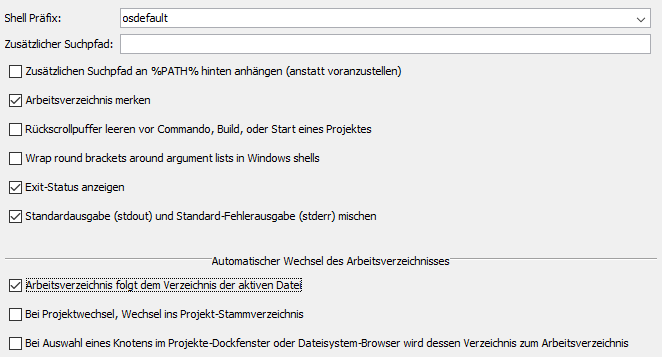 Shell Präfix: osdefault
Zusätzlicher Suchpfad:
Zusätzlichen Suchpfad an %PATH% hinten anhängen (anstatt voranzustellen)
Arbeitsverzeichnis merken
Rückscrollpuffer leeren vor Commando, Build, oder Start eines Projektes
Wrap round brackets around argument lists in Windows shells
Exit-Status anzeigen
Standardausgabe (stdout) und Standard-Fehlerausgabe (stderr) mischen
Automatischer Wechsel des Arbeitsverzeichnisses
Arbeitsverzeichnis folgt dem Verzeichnis der aktiven Datei
Bei Projektwechsel, Wechsel ins Projekt-Stammverzeichnis
Bei Auswahl eines Knotens im Projekte-Dockfenster oder Dateisystem-Browser wird dessen Verzeichnis zum Arbeitsverzeichnis